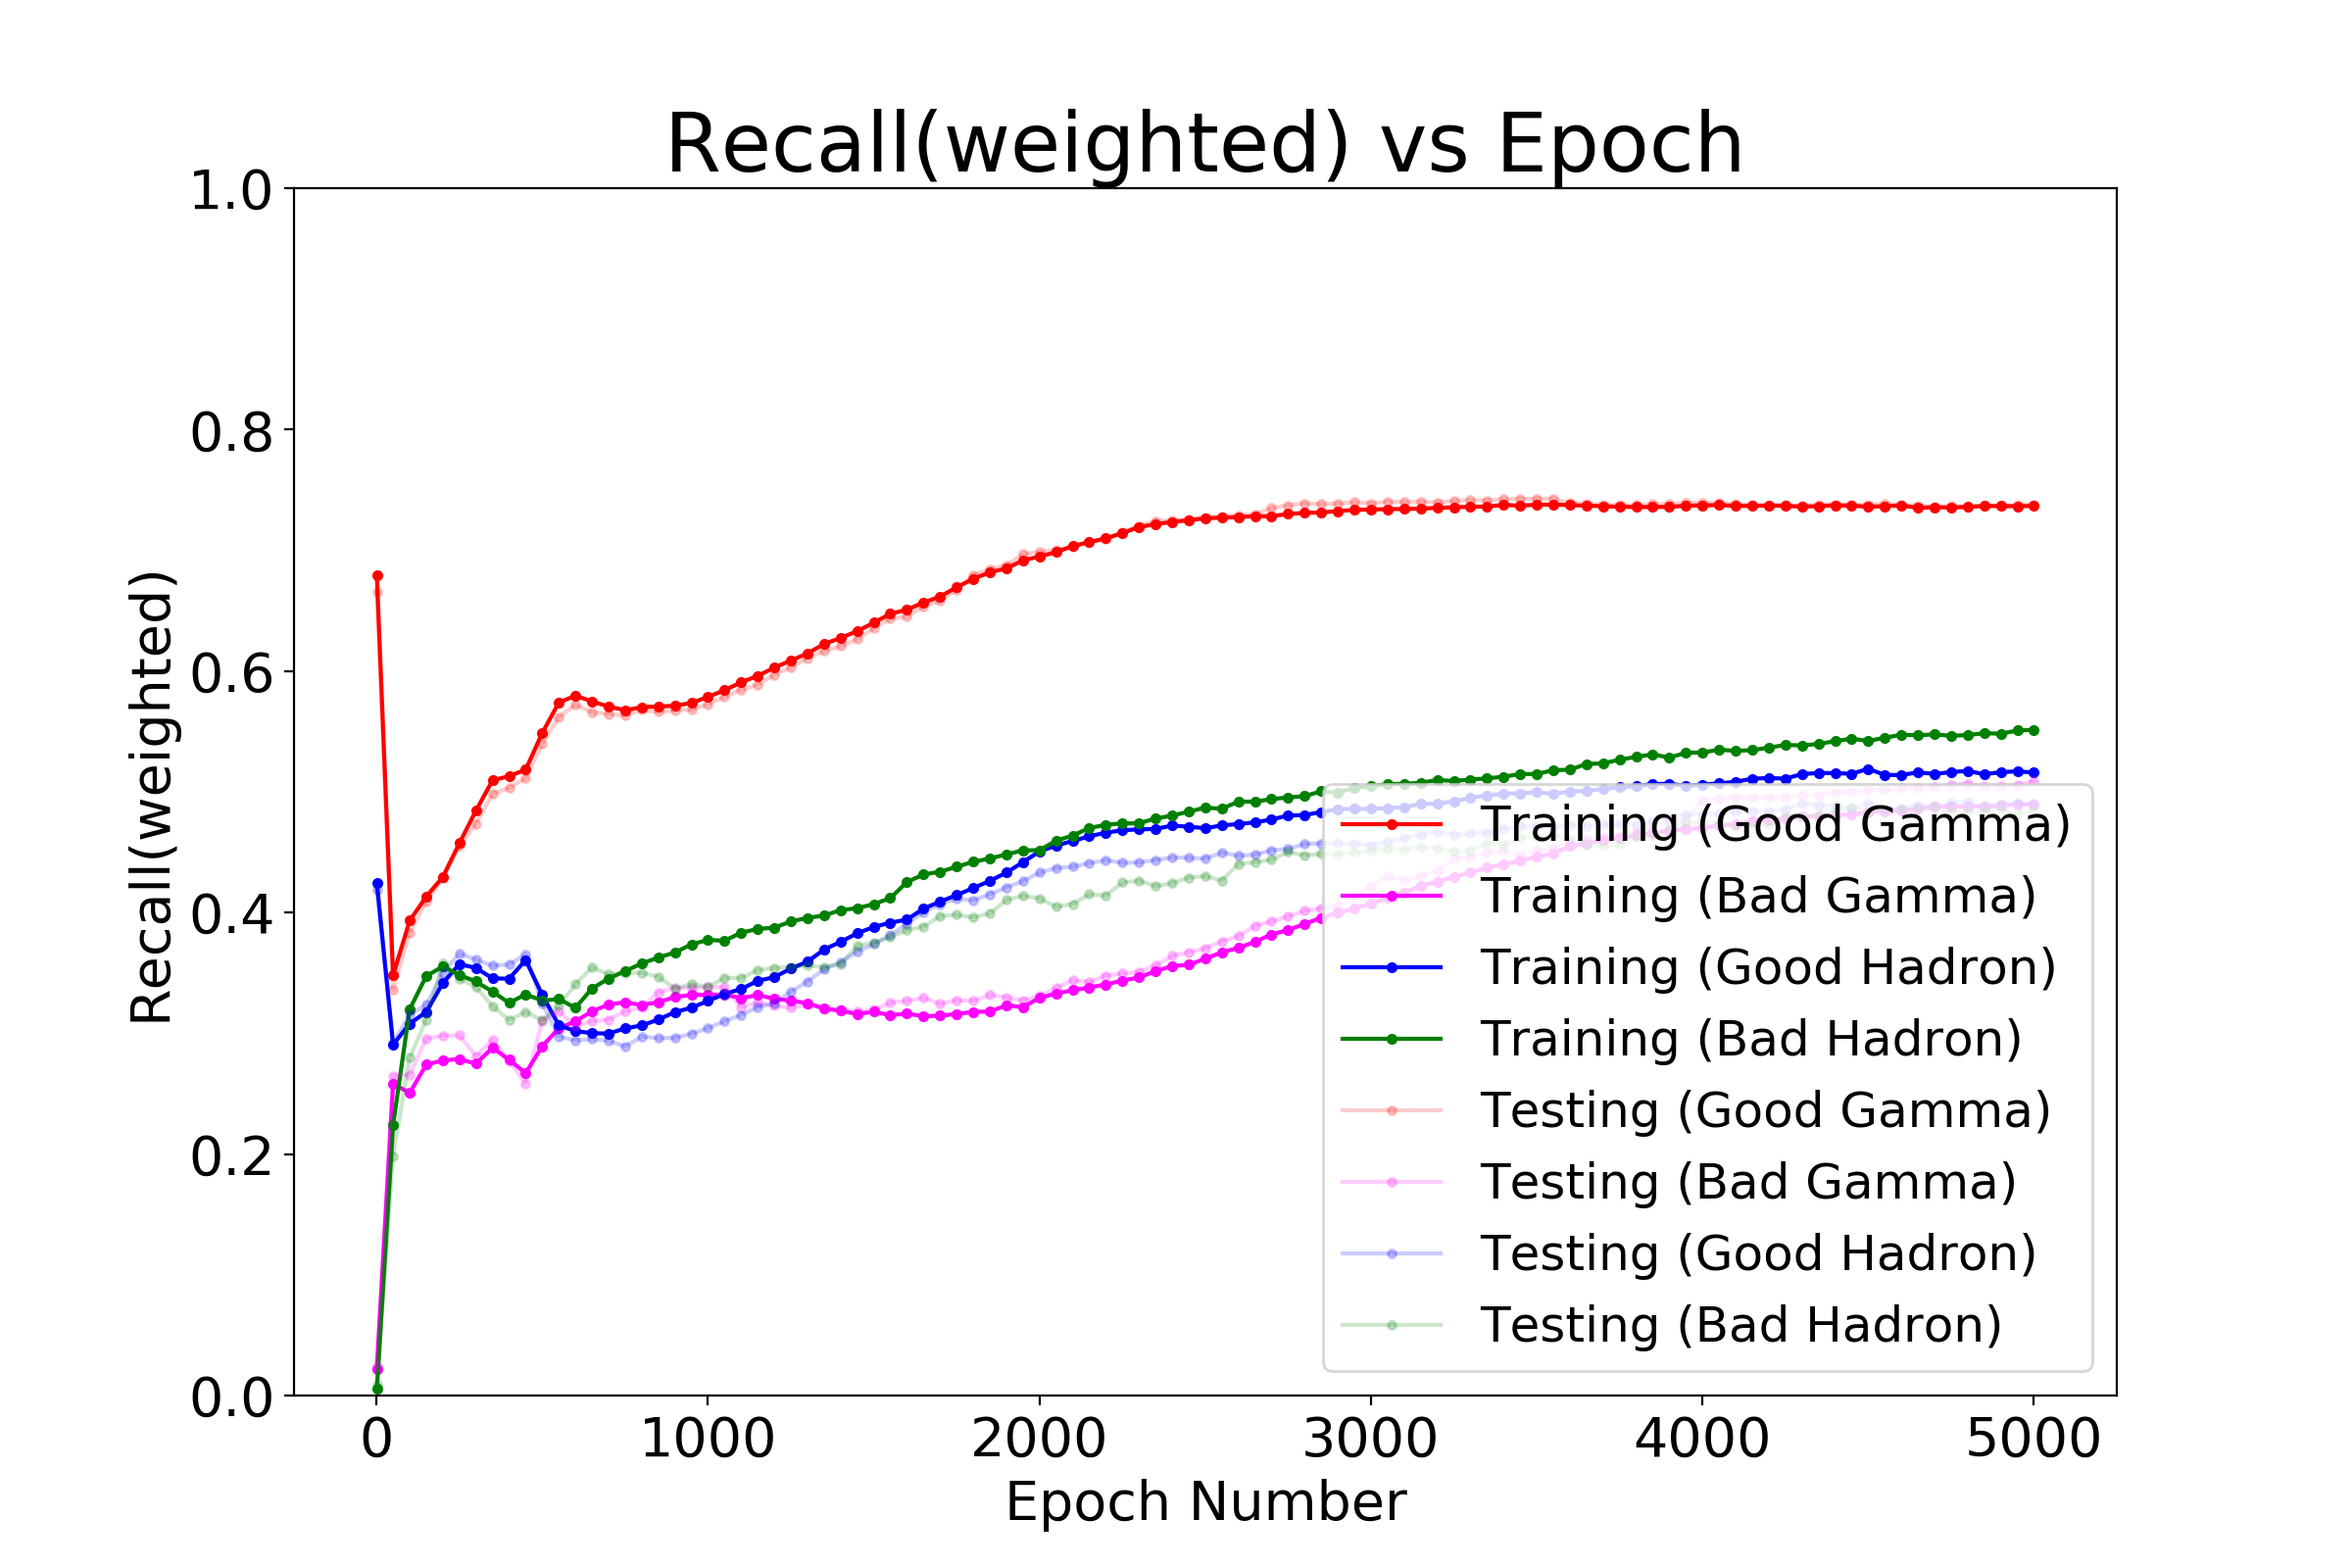 Recall(weighted) vs Epoch
1.0
0.8
0.6
0.4
0.2
0.0
Recall(weighted)
0 1000 2000 3000 4000 5000
Epoch Number
Training (Good Gamma)
Training (Bad Gamma)
Training (Good Hadron)
Training (Bad Hadron)
Testing (Good Gamma)
Testing (Bad Gamma)
Testing (Good Hadron)
Testing (Bad Hadron)